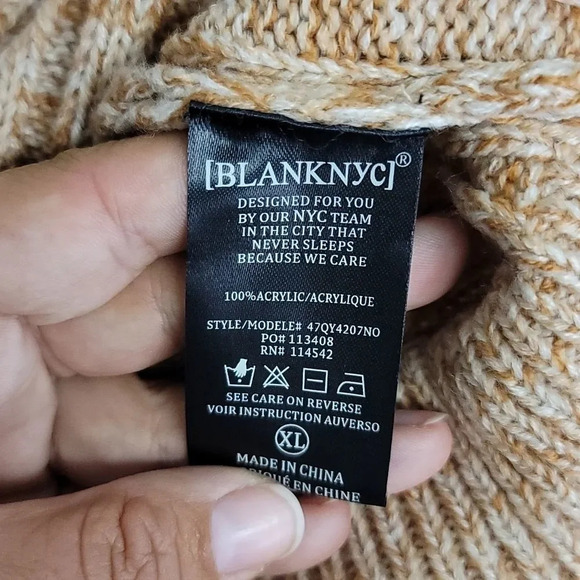 [BLANKNYC]®
DESIGNED FOR YOU
BY OUR NYC TEAM
IN THE CITY THAT
NEVER SLEEPS
BECAUSE WE CARE
100%ACRYLIC/ACRYLIQUE
STYLE/MODELE# 47QY4207NO
PO# 113408
RN# 114542
SEE CARE ON REVERSE
VOIR INSTRUCTION AUVERSO
XL
MADE IN CHINA
EN CHINE